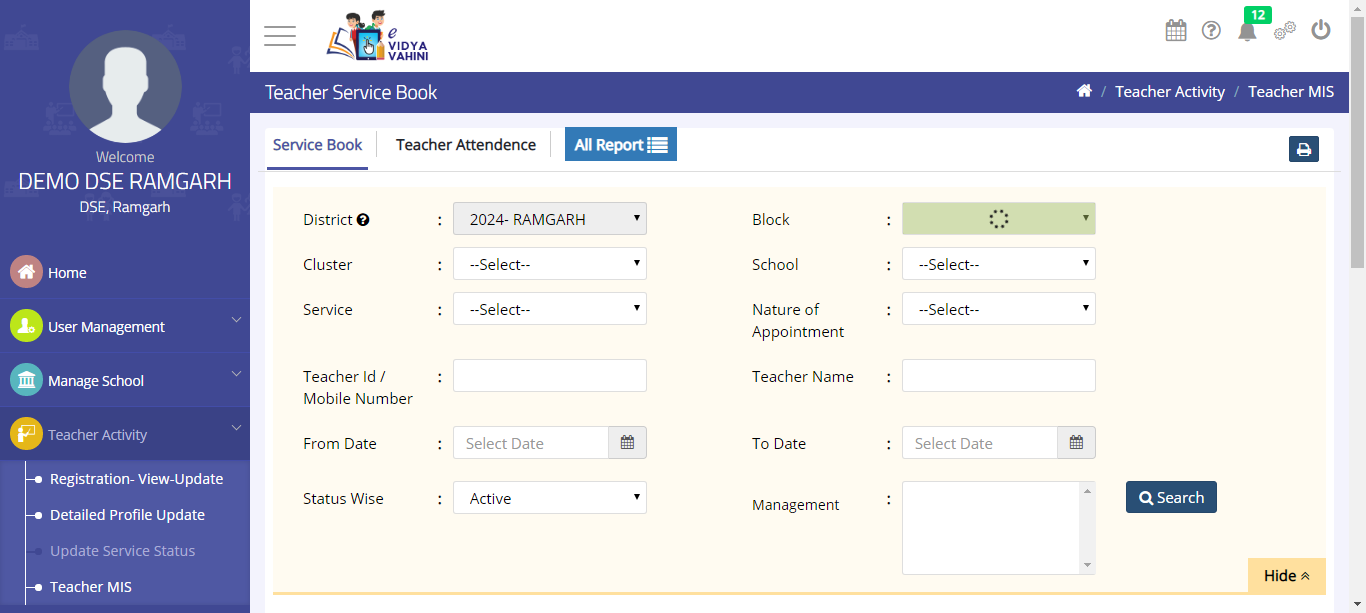 12
e
VIDYA
VAHINI
Teacher Service Book
/ Teacher Activity / Teacher MIS
Welcome
DEMO DSE RAMGARH
DSE, Ramgarh
Home
User Management
Manage School
Teacher Activity
Registration- View-Update
Detailed Profile Update
Update Service Status
Teacher MIS
Service Book
Teacher Attendence
All Report
District : 2024- RAMGARH
Block :
Cluster : --Select--
School : --Select--
Service : --Select--
Nature of : --Select--
Appointment
Teacher Id / :
Mobile Number
Teacher Name :
From Date : Select Date
To Date : Select Date
Status Wise : Active
Management :
Search
Hide